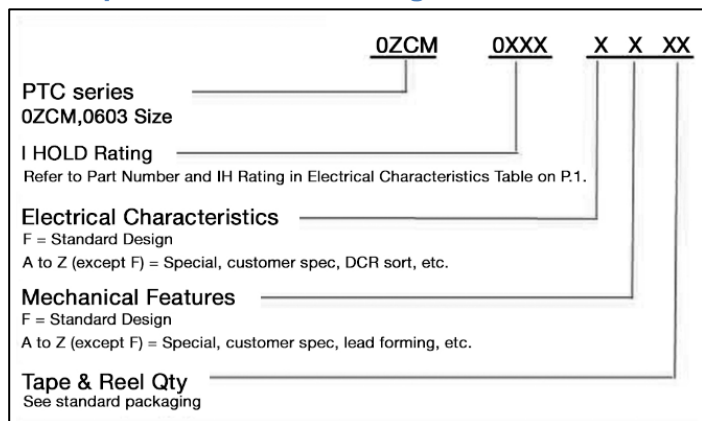 0ZCM 0XXX X X XX
PTC series
0ZCM,0603 Size
I HOLD Rating
Refer to Part Number and IH Rating in Electrical Characteristics Table on P.1.
Electrical Characteristics
F = Standard Design
A to Z (except F) = Special, customer spec, DCR sort, etc.
Mechanical Features
F = Standard Design
A to Z (except F) = Special, customer spec, lead forming, etc.
Tape & Reel Qty
See standard packaging